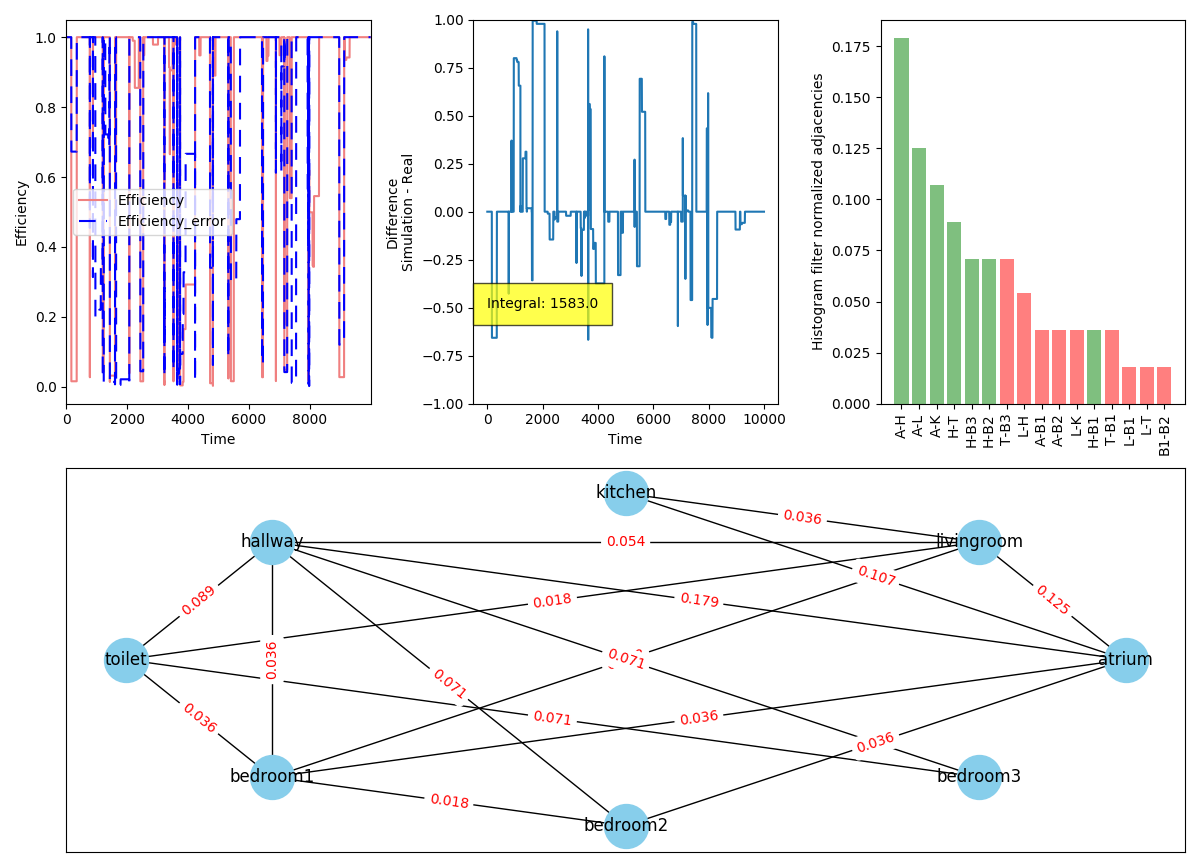 1.0
0.8
0.6
0.4
0.2
0.0
Efficiency
0
2000
4000
6000
8000
Time
Efficiency
Efficiency_error
1.00
0.75
0.50
0.25
0.00
−0.25
−0.50
−0.75
−1.00
Difference
Simulation - Real
Integral: 1583.0
0
2000
4000
6000
8000
10000
Time
0.175
0.150
0.125
0.100
0.075
0.050
0.025
0.000
Histogram filter normalized adjacencies
A-H
A-L
A-K
H-T
H-B3
H-B2
T-B3
L-H
A-B1
A-B2
L-K
H-B1
T-B1
L-B1
L-T
B1-B2
kitchen
hallway
livingroom
toilet
atrium
bedroom1
bedroom3
bedroom2
0.036
0.054
0.107
0.089
0.018
0.179
0.125
0.036
0.071
0.071
0.036
0.071
0.036
0.036
0.018